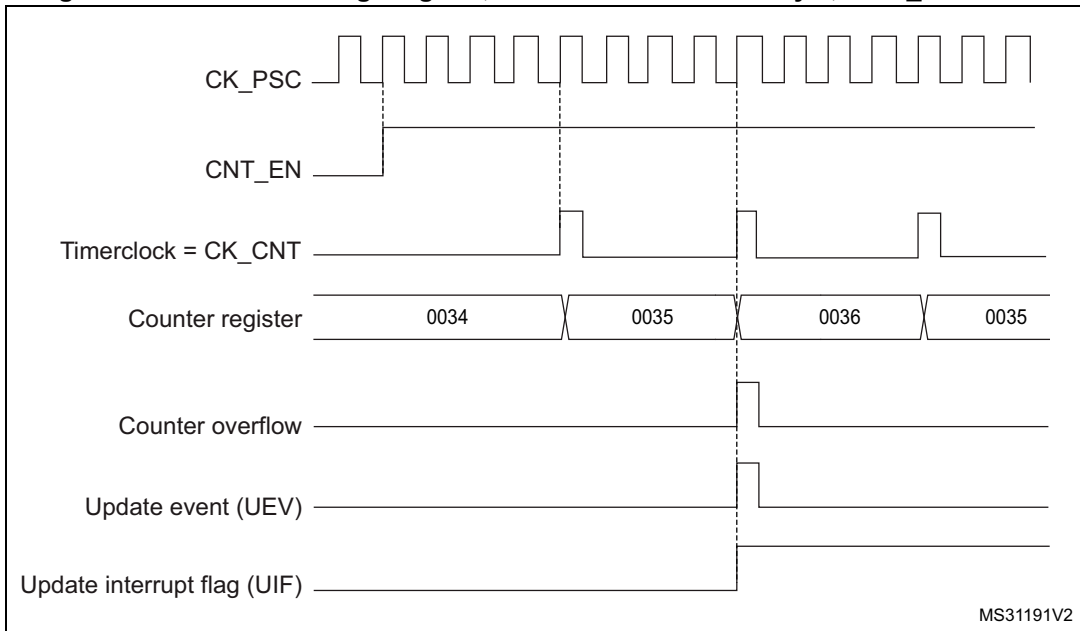 CK_PSC
CNT_EN
Timerclock = CK_CNT
Counter register 0034 0035 0036 0035
Counter overflow
Update event (UEV)
Update interrupt flag (UIF)
MS31191V2